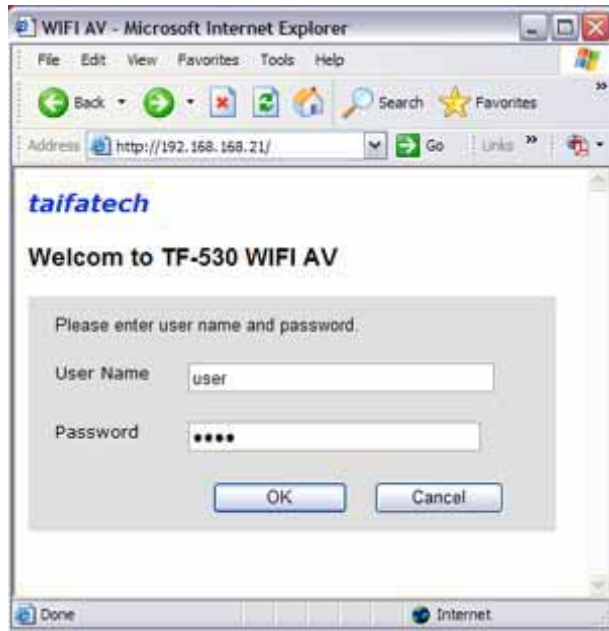 WIFI AV - Microsoft Internet Explorer
File Edit View Favorites Tools Help
Back Search Favorites »
Address http://192.168.168.21/ Go Links »
taifatech
Welcom to TF-530 WIFI AV
Please enter user name and password.
User Name user
Password ••••
OK Cancel
Done Internet